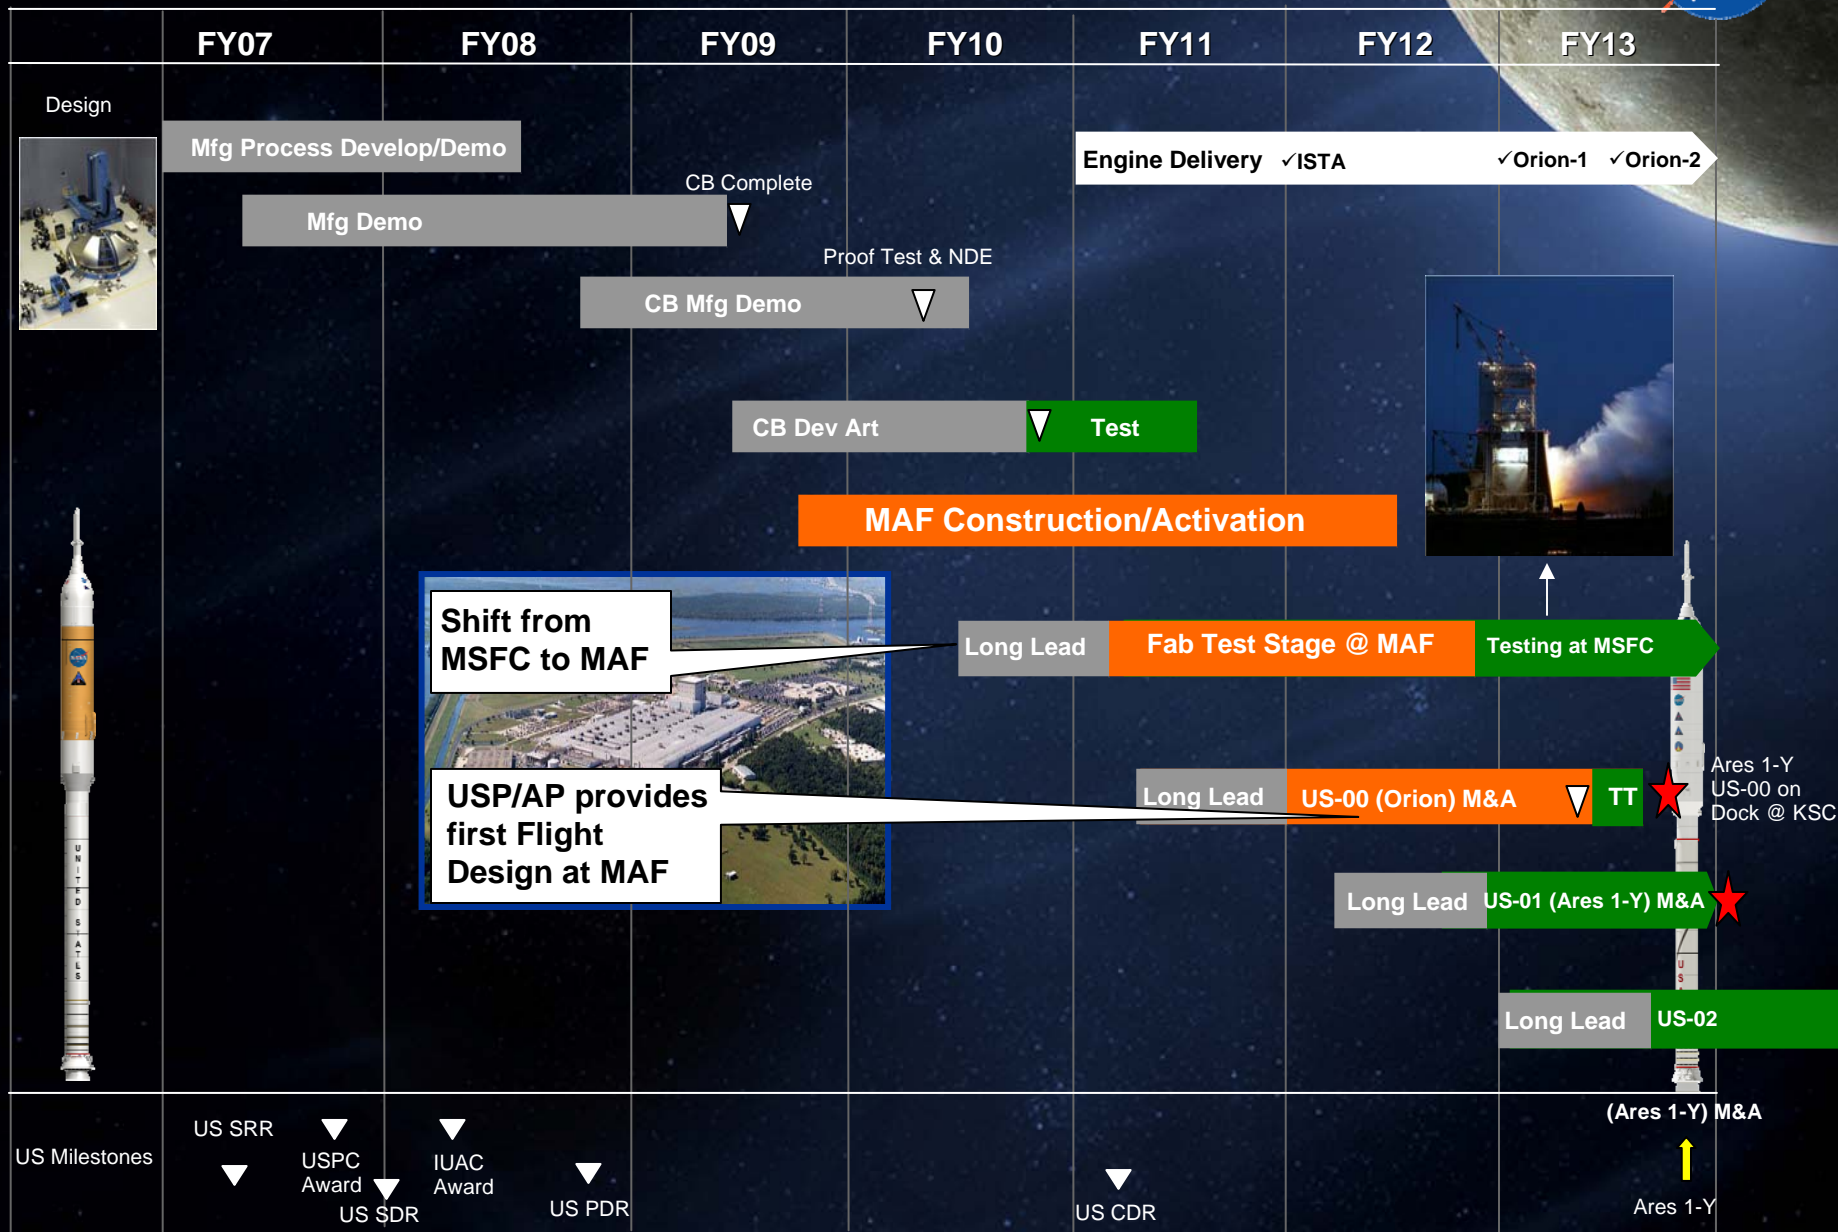 FY07 FY08 FY09 FY10 FY11 FY12 FY13
Design
Mfg Process Develop/Demo
Engine Delivery ✓ISTA ✓Orion-1 ✓Orion-2
CB Complete
Mfg Demo
Proof Test & NDE
CB Mfg Demo
CB Dev Art Test
MAF Construction/Activation
Shift from
MSFC to MAF
Long Lead Fab Test Stage @ MAF Testing at MSFC
USP/AP provides
first Flight
Design at MAF
Long Lead US-00 (Orion) M&A TT
Ares 1-Y
US-00 on
Dock @ KSC
Long Lead US-01 (Ares 1-Y) M&A
Long Lead US-02
UNITED STATES
US
(Ares 1-Y) M&A
US Milestones
US SRR
USPC
Award
US SDR
IUAC
Award
US PDR
US CDR
Ares 1-Y